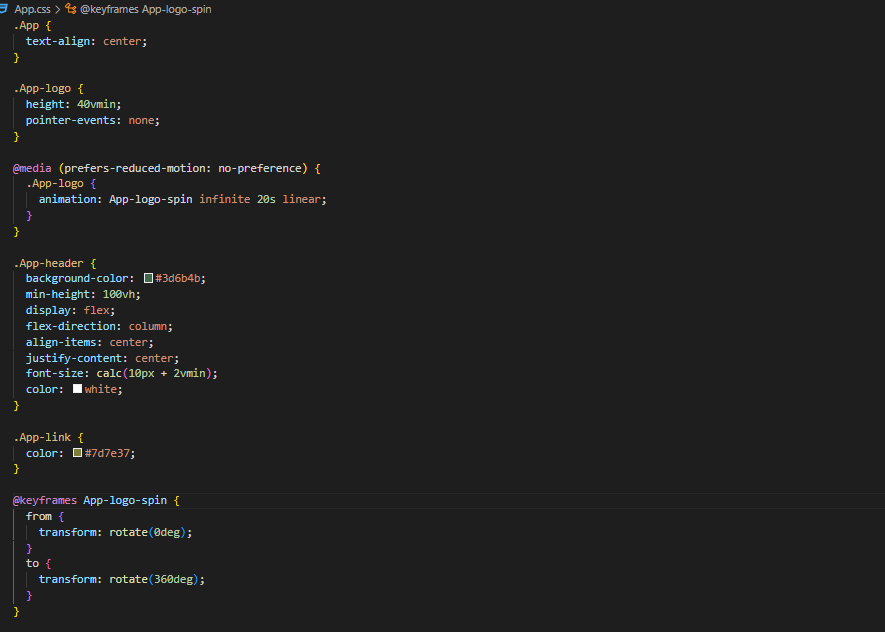 App.css > @keyframes App-logo-spin
.App {
  text-align: center;
}

.App-logo {
  height: 40vmin;
  pointer-events: none;
}

@media (prefers-reduced-motion: no-preference) {
  .App-logo {
    animation: App-logo-spin infinite 20s linear;
  }
}

.App-header {
  background-color: #3d6b4b;
  min-height: 100vh;
  display: flex;
  flex-direction: column;
  align-items: center;
  justify-content: center;
  font-size: calc(10px + 2vmin);
  color: white;
}

.App-link {
  color: #7d7e37;
}

@keyframes App-logo-spin {
  from {
    transform: rotate(0deg);
  }
  to {
    transform: rotate(360deg);
  }
}